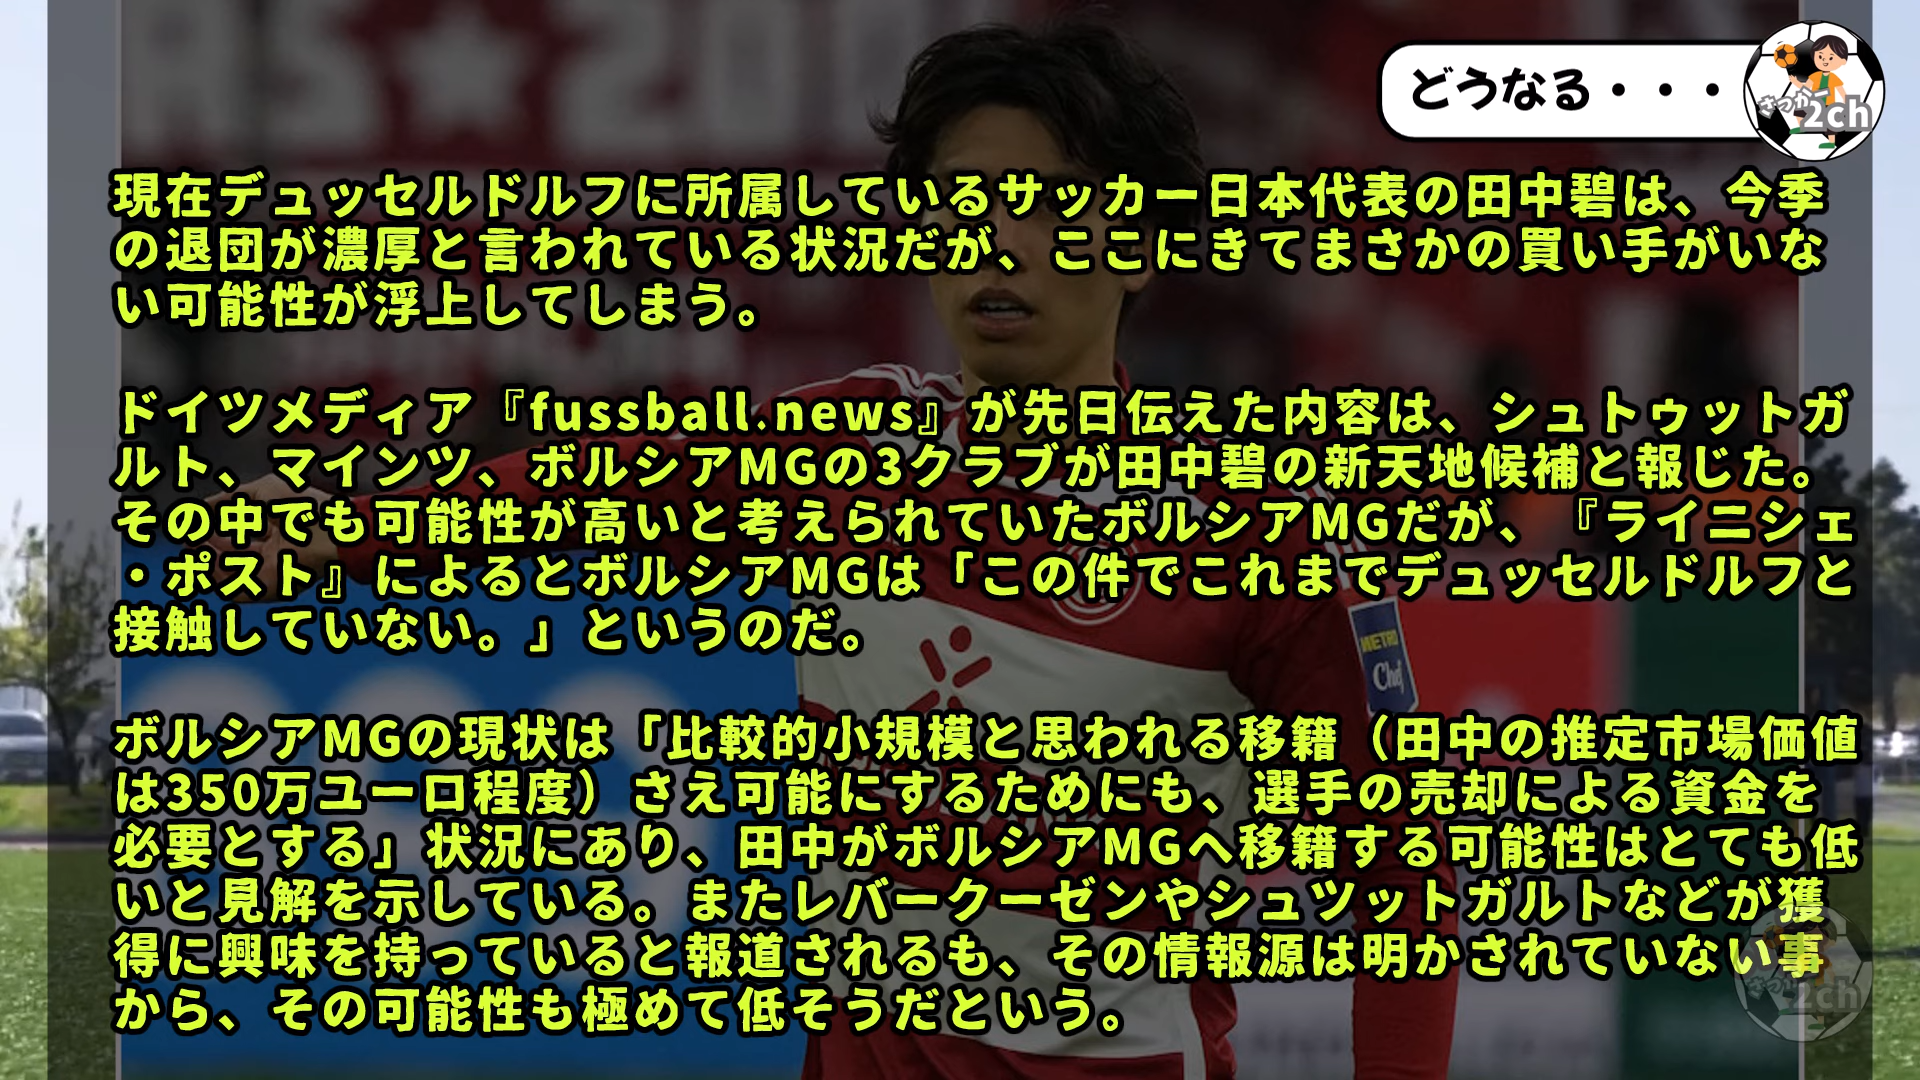 AS★200
どうなる・・・
さっかー
2ch
現在デュッセルドルフに所属しているサッカー日本代表の田中碧は、今季
の退団が濃厚と言われている状況だが、ここにきてまさかの買い手がいな
い可能性が浮上してしまう。
ドイツメディア『fussball.news』が先日伝えた内容は、シュトゥットガ
ルト、マインツ、ボルシアMGの3クラブが田中碧の新天地候補と報じた。
その中でも可能性が高いと考えられていたボルシアMGだが、『ライニシェ
・ポスト』によるとボルシアMGは「この件でこれまでデュッセルドルフと
接触していない。」というのだ。
METRO
Chef
ボルシアMGの現状は「比較的小規模と思われる移籍（田中の推定市場価値
は350万ユーロ程度）さえ可能にするためにも、選手の売却による資金を
必要とする」状況にあり、田中がボルシアMGへ移籍する可能性はとても低
いと見解を示している。またレバークーゼンやシュツットガルトなどが獲
得に興味を持っていると報道されるも、その情報源は明かされていない事
から、その可能性も極めて低そうだという。
さっかー
2ch